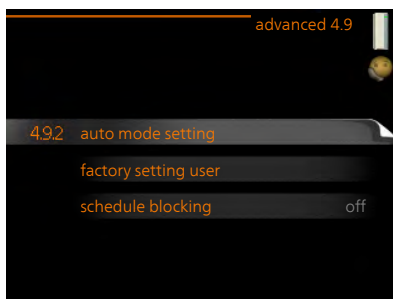 advanced 4.9
4.9.2 auto mode setting
factory setting user
schedule blocking off